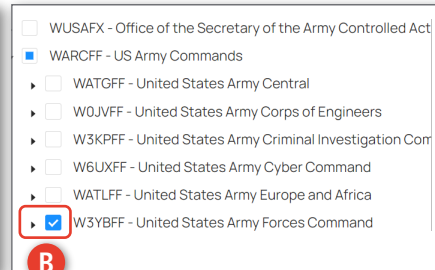 WUSAFX - Office of the Secretary of the Army Controlled Act
WARCFF - US Army Commands
WATGFF - United States Army Central
W0JVFF - United States Army Corps of Engineers
W3KPFF - United States Army Criminal Investigation Com
W6UXFF - United States Army Cyber Command
WATLFF - United States Army Europe and Africa
W3YBFF - United States Army Forces Command
B